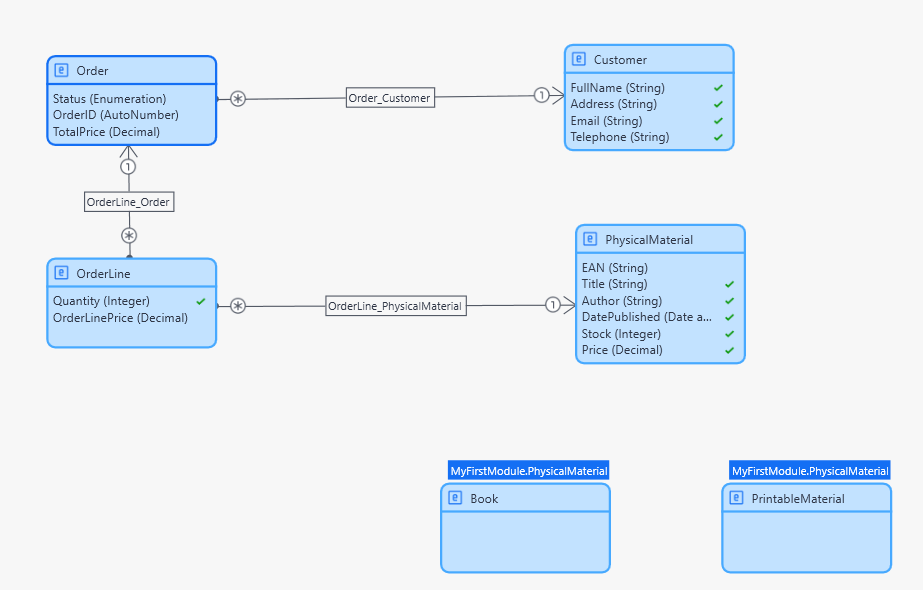 Order
Status (Enumeration)
OrderID (AutoNumber)
TotalPrice (Decimal)
Order_Customer
1
Customer
FullName (String)
Address (String)
Email (String)
Telephone (String)
1
OrderLine_Order
OrderLine
Quantity (Integer)
OrderLinePrice (Decimal)
OrderLine_PhysicalMaterial
1
PhysicalMaterial
EAN (String)
Title (String)
Author (String)
DatePublished (Date a...
Stock (Integer)
Price (Decimal)
MyFirstModule.PhysicalMaterial
Book
MyFirstModule.PhysicalMaterial
PrintableMaterial